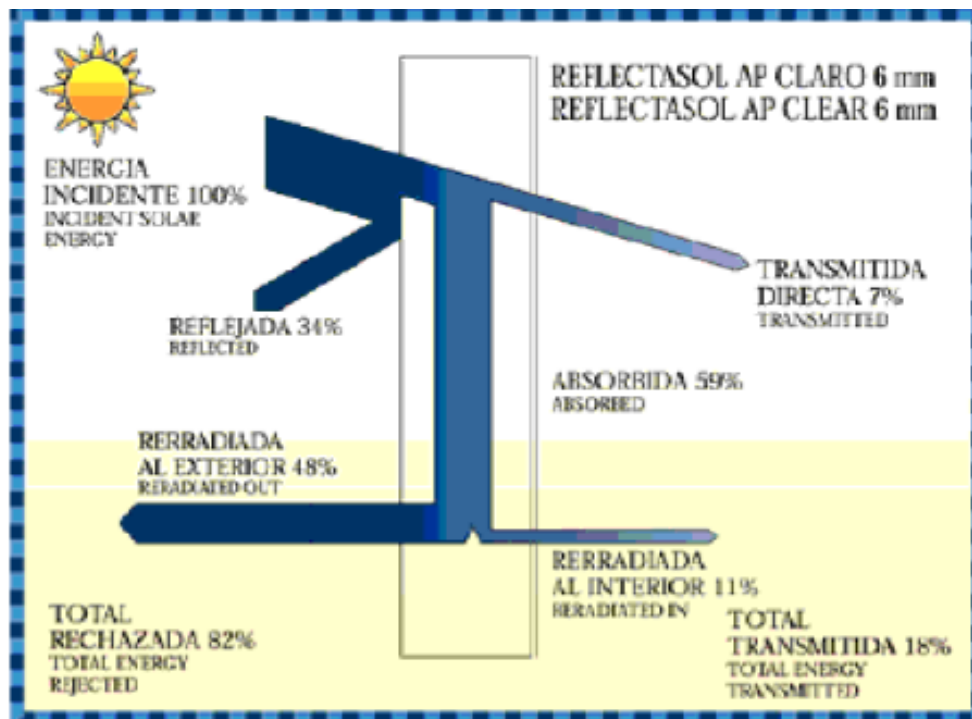 REFLECTASOL AP CLARO 6 mm
REFLECTASOL AP CLEAR 6 mm
ENERGIA
INCIDENTE 100%
INCIDENT SOLAR
ENERGY
TRANSMITIDA
DIRECTA 7%
TRANSMITTED
REFLEJADA 34%
REFLECTED
ABSORBIDA 59%
ABSORBED
RERRADIADA
AL EXTERIOR 48%
RERADIATED OUT
RERRADIADA
AL INTERIOR 11%
RERADIATED IN
TOTAL
RECHAZADA 82%
TOTAL ENERGY
REJECTED
TOTAL
TRANSMITIDA 18%
TOTAL ENERGY
TRANSMITTED